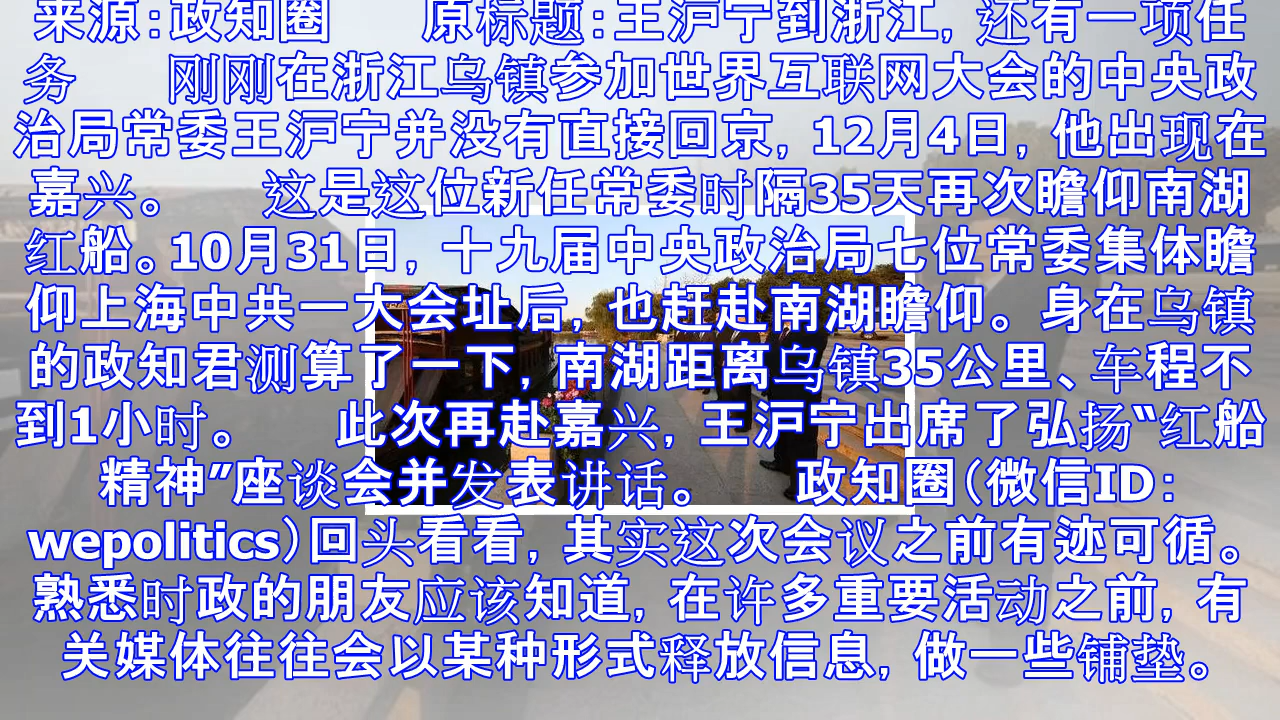 来源:政知圈　　原标题:王沪宁到浙江, 还有一项任
务　　刚刚在浙江乌镇参加世界互联网大会的中央政
治局常委王沪宁并没有直接回京, 12月4日, 他出现在
嘉兴。　　这是这位新任常委时隔35天再次瞻仰南湖
红船。10月31日, 十九届中央政治局七位常委集体瞻
仰上海中共一大会址后, 也赶赴南湖瞻仰。身在乌镇
的政知君测算了一下, 南湖距离乌镇35公里、车程不
到1小时。　　此次再赴嘉兴, 王沪宁出席了弘扬“红船
精神”座谈会并发表讲话。　　政知圈(微信ID:
wepolitics)回头看看, 其实这次会议之前有迹可循。
熟悉时政的朋友应该知道, 在许多重要活动之前, 有
关媒体往往会以某种形式释放信息, 做一些铺垫。